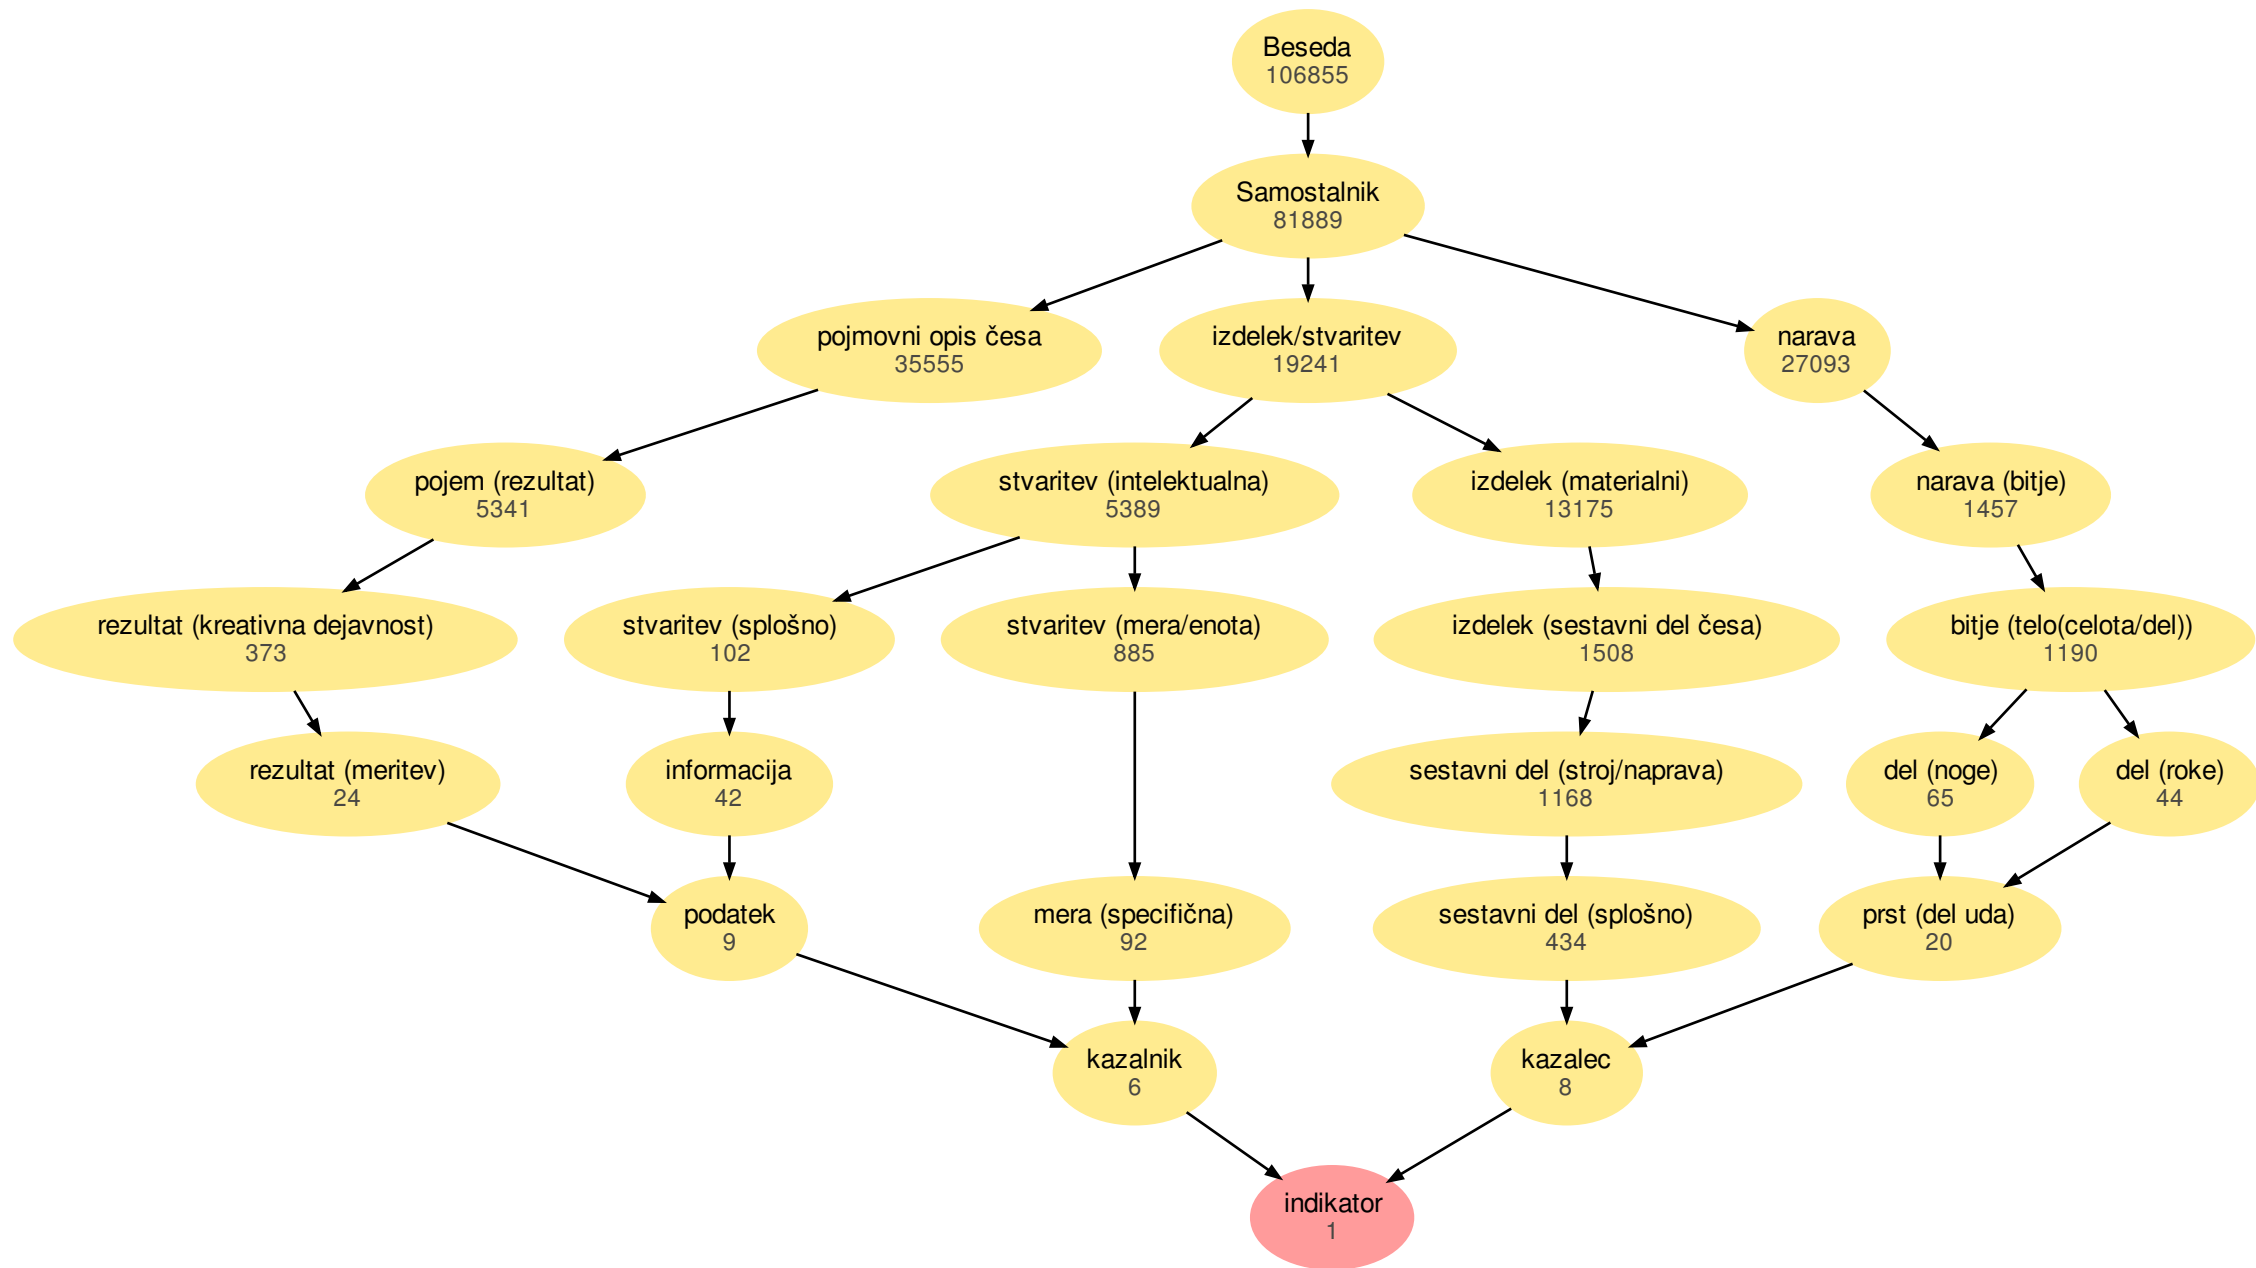 Beseda
106855
Samostalnik
81889
pojmovni opis česa
35555
izdelek/stvaritev
19241
narava
27093
pojem (rezultat)
5341
stvaritev (intelektualna)
5389
izdelek (materialni)
13175
narava (bitje)
1457
rezultat (kreativna dejavnost)
373
stvaritev (splošno)
102
stvaritev (mera/enota)
885
izdelek (sestavni del česa)
1508
bitje (telo(celota/del))
1190
rezultat (meritev)
24
informacija
42
sestavni del (stroj/naprava)
1168
del (noge)
65
del (roke)
44
podatek
9
mera (specifična)
92
sestavni del (splošno)
434
prst (del uda)
20
kazalnik
6
kazalec
8
indikator
1